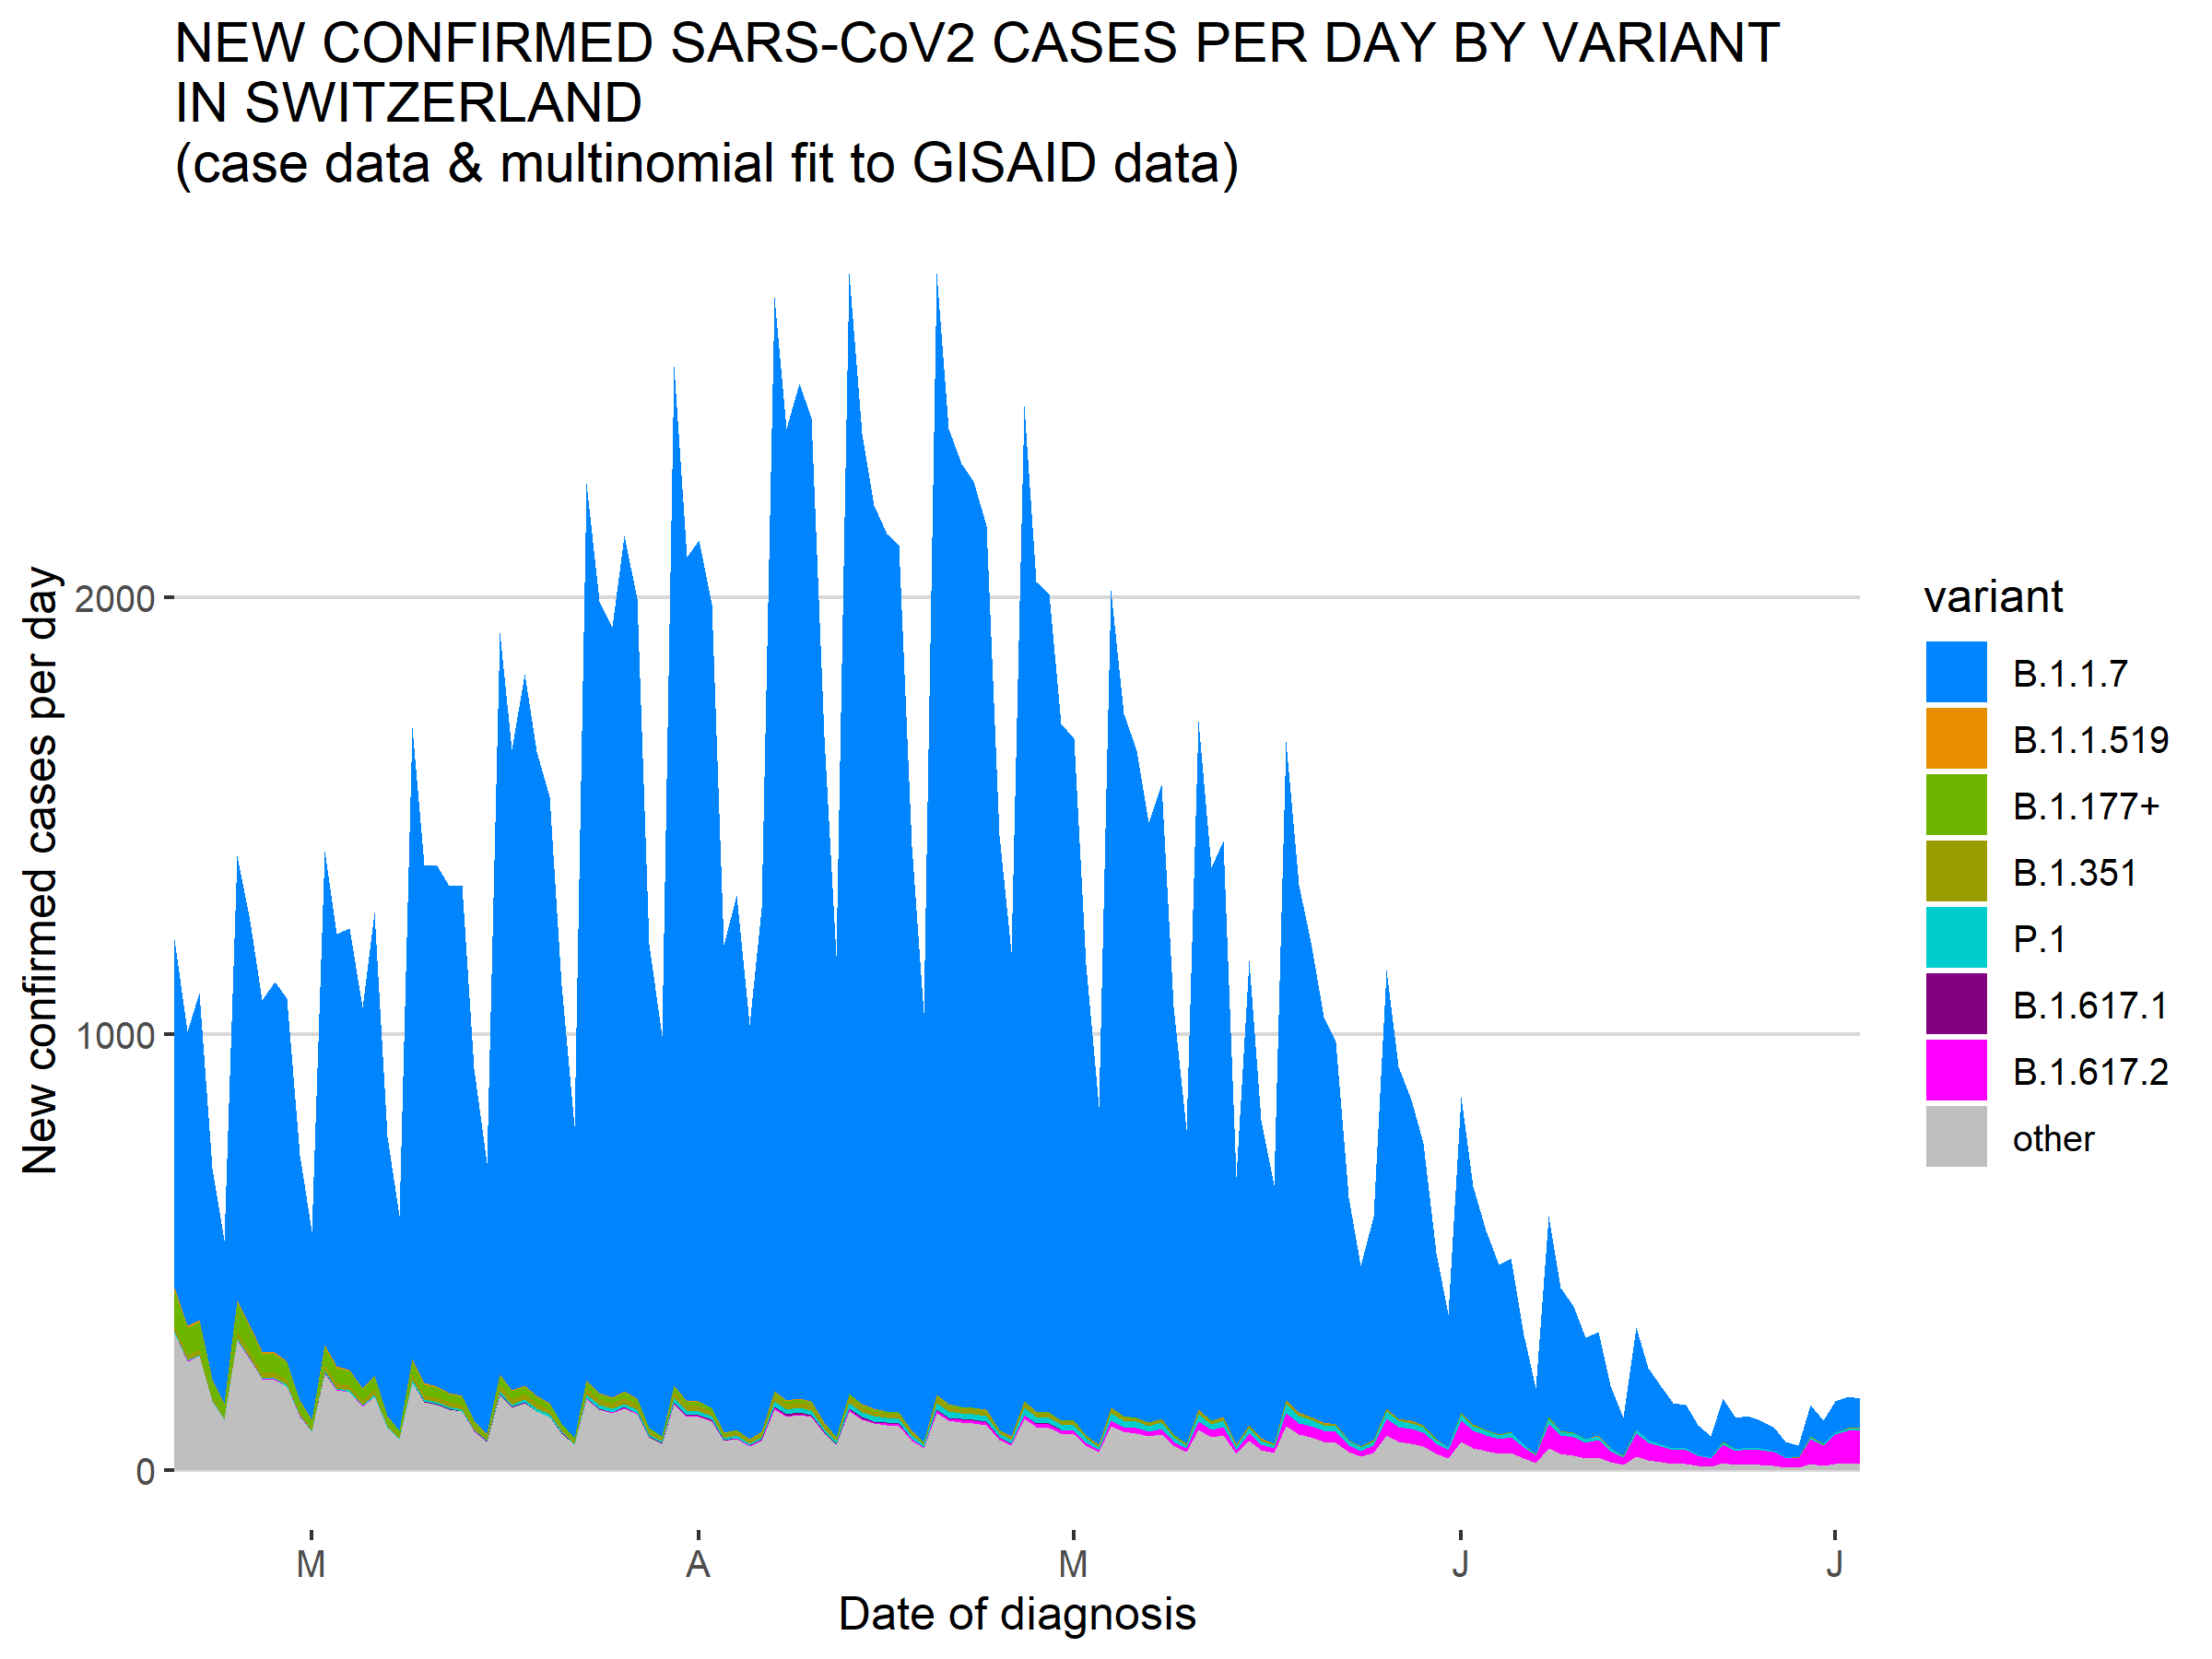 NEW CONFIRMED SARS-CoV2 CASES PER DAY BY VARIANT
IN SWITZERLAND
(case data & multinomial fit to GISAID data)
New confirmed cases per day
2000
1000
0
M
A
M
J
J
Date of diagnosis
variant
B.1.1.7
B.1.1.519
B.1.177+
B.1.351
P.1
B.1.617.1
B.1.617.2
other